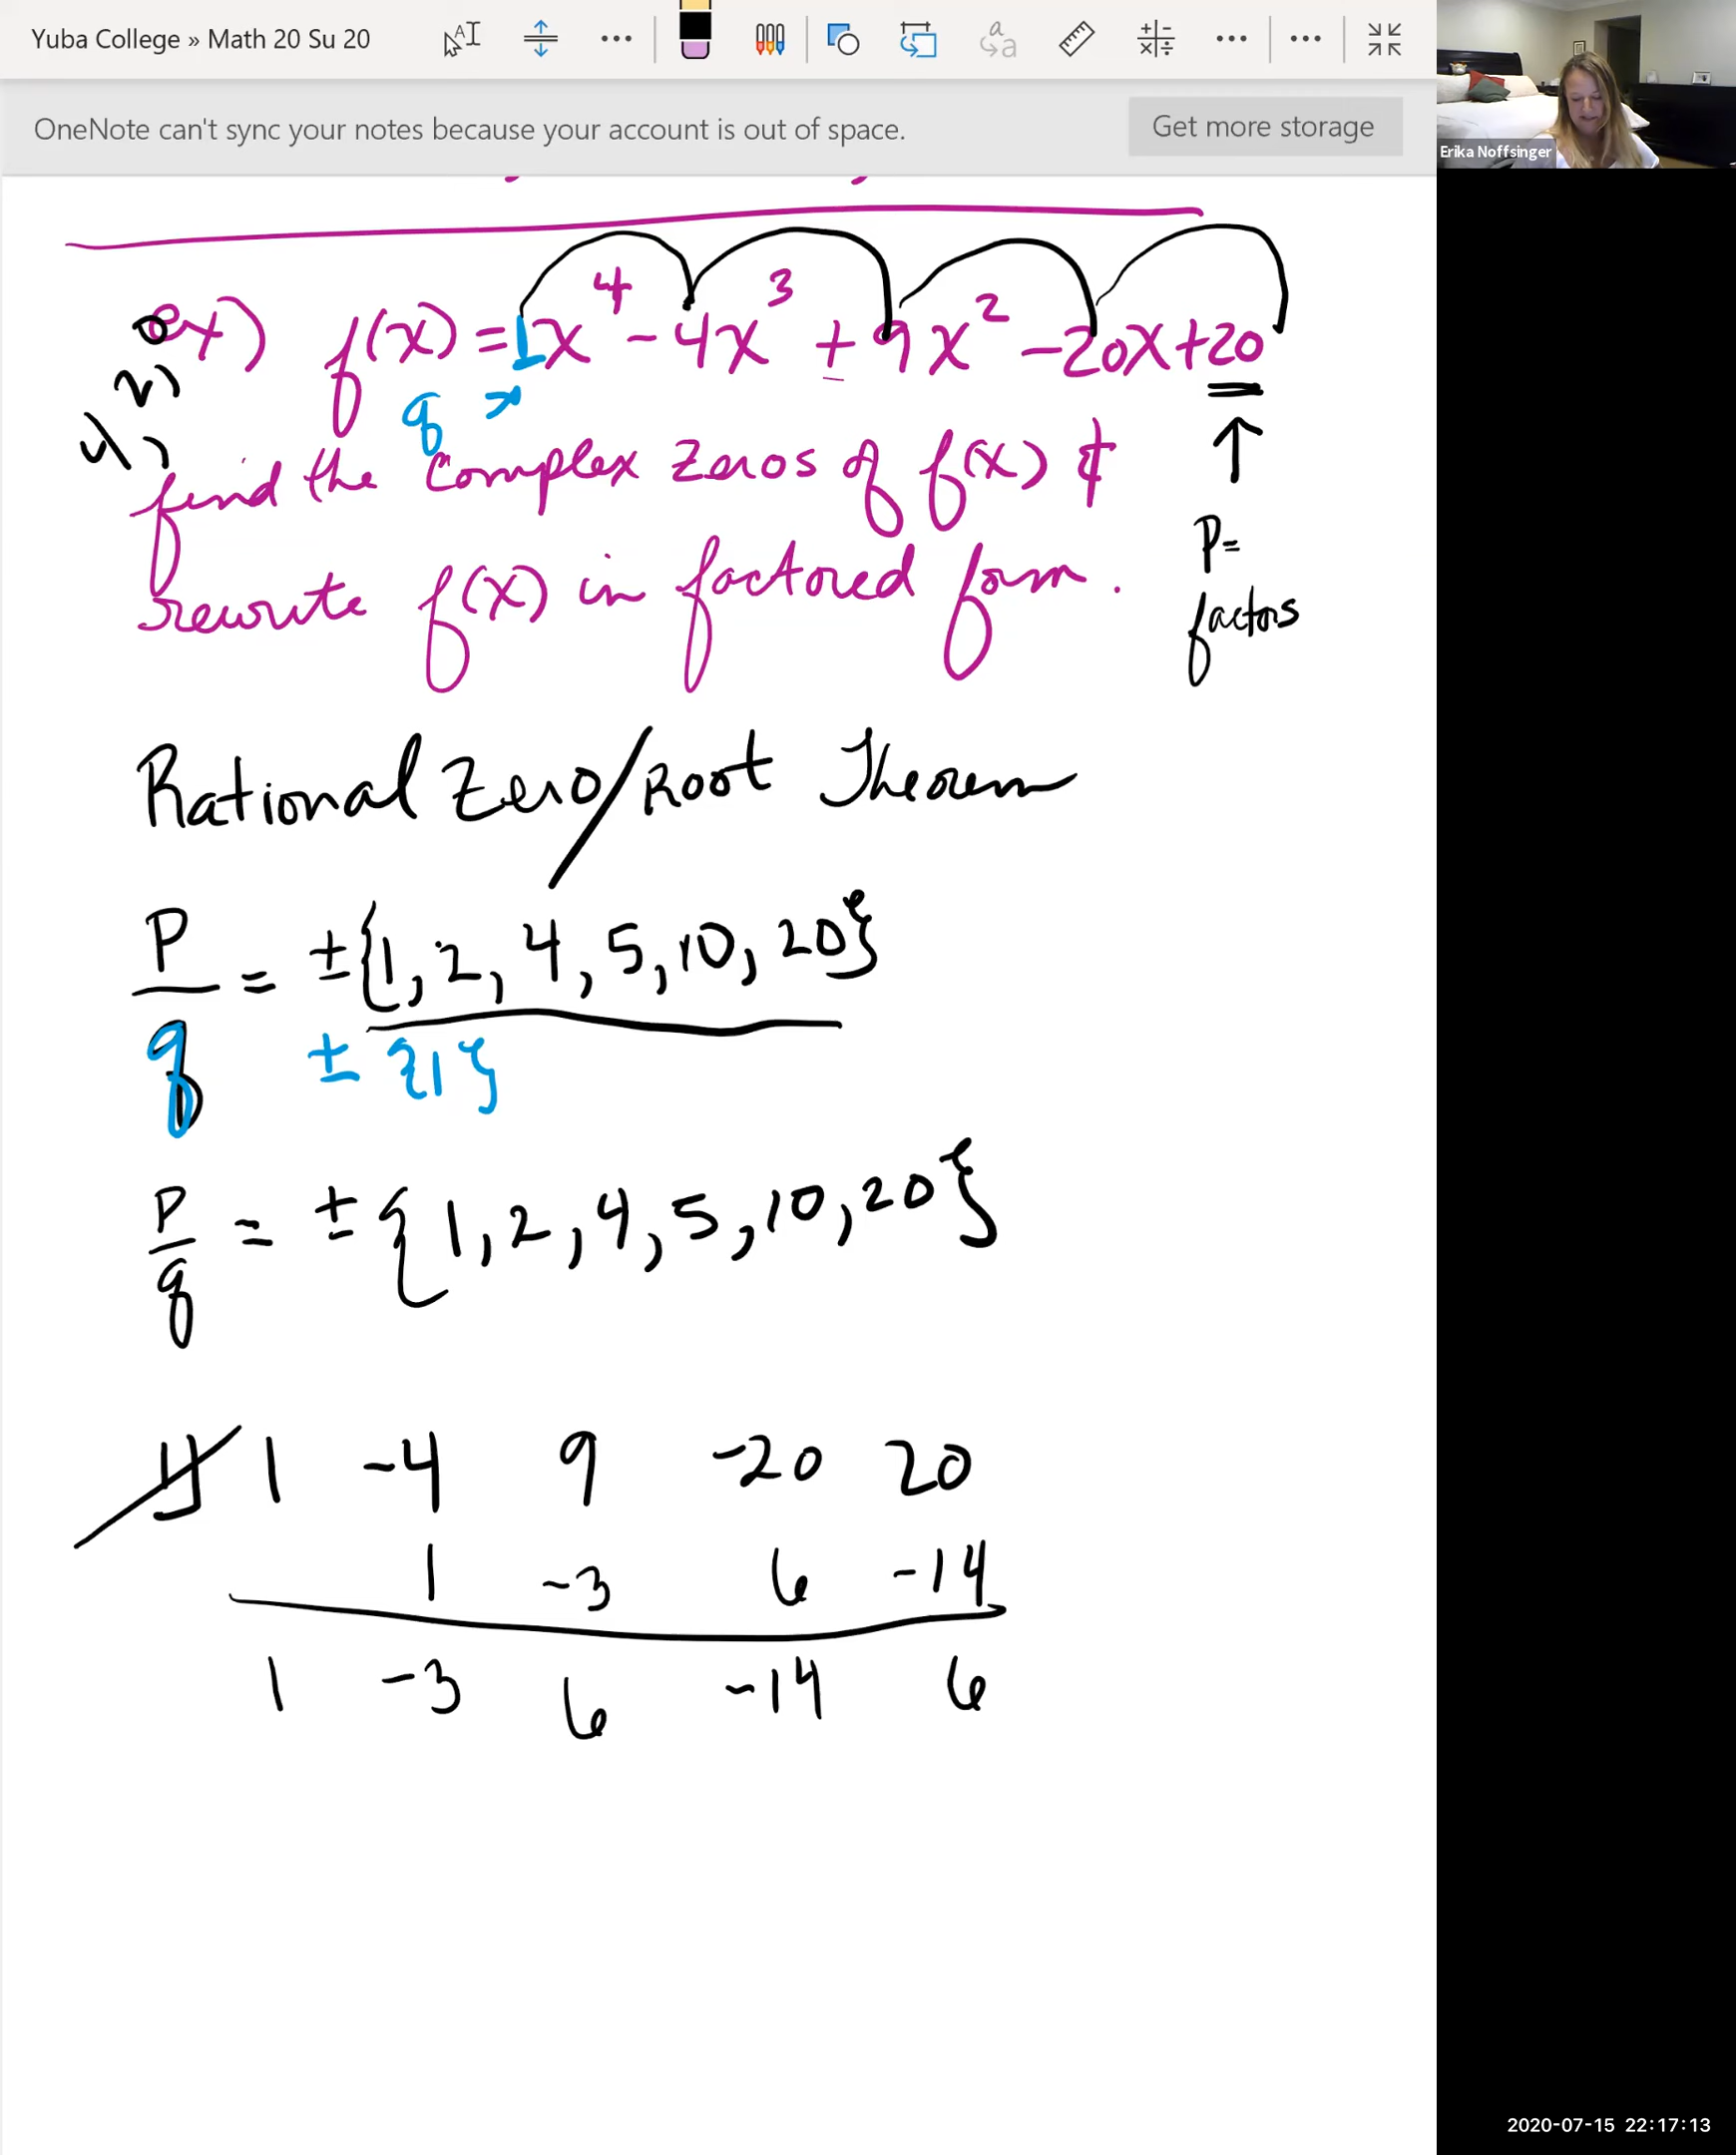 Yuba College » Math 20 Su 20
OneNote can't sync your notes because your account is out of space.
Get more storage
Erika Noffsinger
ex) f(x) = 1x⁴ - 4x³ + 9x² - 20x + 20
0
2)
4)
q
find the complex zeros of f(x) &
rewrite f(x) in factored form.
↑
P=
factors
Rational Zero/Root Theorem
P/q = ±{1, 2, 4, 5, 10, 20}
± {1}
P/q = ± {1, 2, 4, 5, 10, 20}
1 1 -4 9 -20 20
1 -3 6 -14
1 -3 6 -14 6
2020-07-15 22:17:13